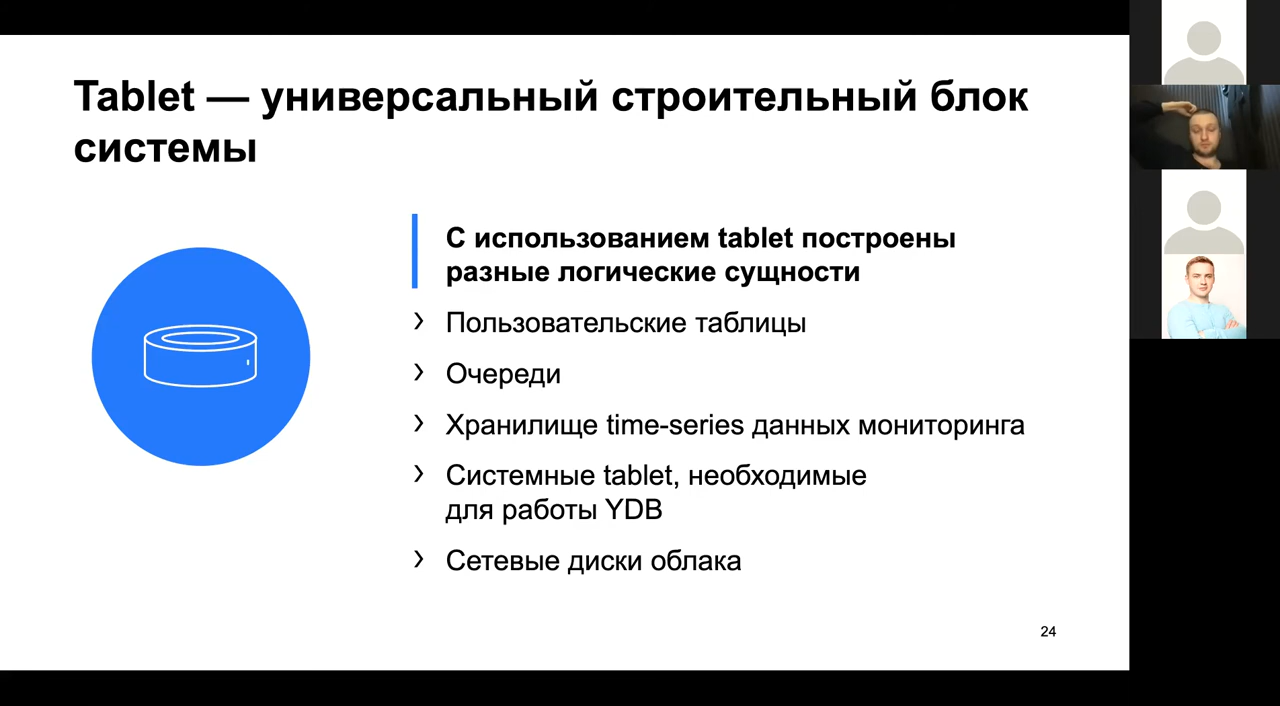 Tablet — универсальный строительный блок
системы
С использованием tablet построены
разные логические сущности
Пользовательские таблицы
Очереди
Хранилище time-series данных мониторинга
Системные tablet, необходимые
для работы YDB
Сетевые диски облака
24